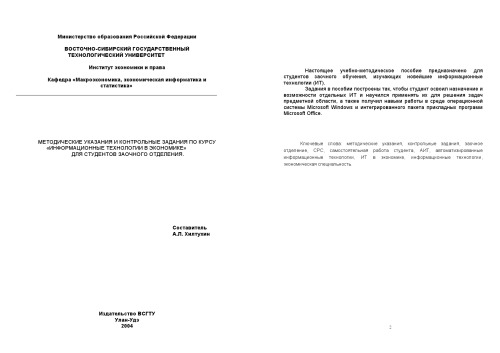 Министерство образования Российской Федерации
ВОСТОЧНО-СИБИРСКИЙ ГОСУДАРСТВЕННЫЙ
ТЕХНОЛОГИЧЕСКИЙ УНИВЕРСИТЕТ
Институт экономики и права
Кафедра «Макроэкономика, экономическая информатика и
статистика»
МЕТОДИЧЕСКИЕ УКАЗАНИЯ И КОНТРОЛЬНЫЕ ЗАДАНИЯ ПО КУРСУ
«ИНФОРМАЦИОННЫЕ ТЕХНОЛОГИИ В ЭКОНОМИКЕ»
ДЛЯ СТУДЕНТОВ ЗАОЧНОГО ОТДЕЛЕНИЯ.
Составитель
А.Л. Хилтухин
Издательство ВСГТУ
Улан-Удэ
2004
Настоящее учебно-методическое пособие предназначено для
студентов заочного обучения, изучающих новейшие информационные
технологии (ИТ).
Задания в пособии построены так, чтобы студент освоил назначение и
возможности отдельных ИТ и научился применять их для решения задач
предметной области, а также получил навыки работы в среде операционной
системы Microsoft Windows и интегрированного пакета прикладных программ
Microsoft Office.
Ключевые слова: методические указания, контрольные задания, заочное
отделение, СРС, самостоятельная работа студента, АИТ, автоматизированные
информационные технологии, ИТ в экономике, информационные технологии,
экономическая специальность
2